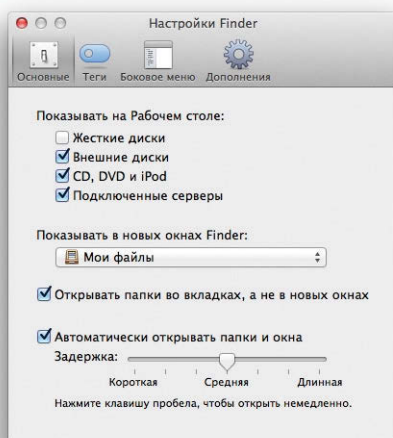 Настройки Finder
Основные Теги Боковое меню Дополнения
Показывать на Рабочем столе:
Жесткие диски
Внешние диски
CD, DVD и iPod
Подключенные серверы
Показывать в новых окнах Finder:
Мои файлы
Открывать папки во вкладках, а не в новых окнах
Автоматически открывать папки и окна
Задержка:
Короткая Средняя Длинная
Нажмите клавишу пробела, чтобы открыть немедленно.